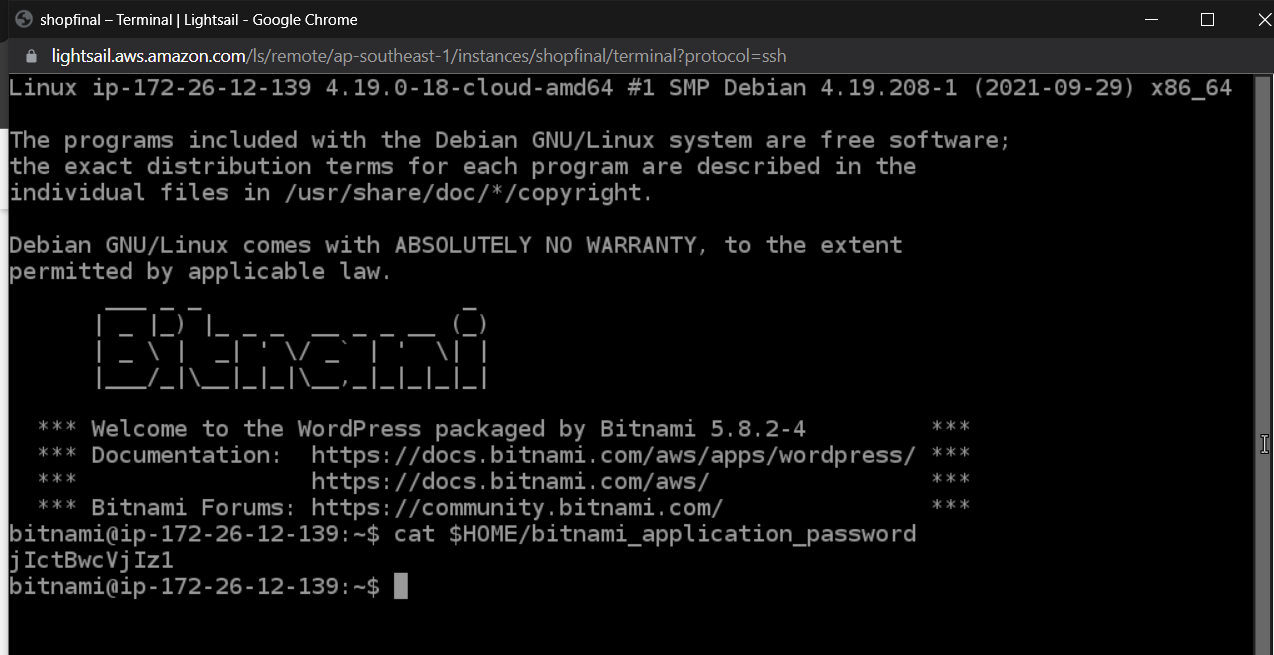 shopfinal – Terminal | Lightsail - Google Chrome
lightsail.aws.amazon.com/ls/remote/ap-southeast-1/instances/shopfinal/terminal?protocol=ssh
Linux ip-172-26-12-139 4.19.0-18-cloud-amd64 #1 SMP Debian 4.19.208-1 (2021-09-29) x86_64
The programs included with the Debian GNU/Linux system are free software;
the exact distribution terms for each program are described in the
individual files in /usr/share/doc/*/copyright.
Debian GNU/Linux comes with ABSOLUTELY NO WARRANTY, to the extent
permitted by applicable law.
Bitnami
*** Welcome to the WordPress packaged by Bitnami 5.8.2-4 ***
*** Documentation: https://docs.bitnami.com/aws/apps/wordpress/ ***
*** https://docs.bitnami.com/aws/ ***
*** Bitnami Forums: https://community.bitnami.com/ ***
bitnami@ip-172-26-12-139:~$ cat $HOME/bitnami_application_password
jIctBwcVjIz1
bitnami@ip-172-26-12-139:~$